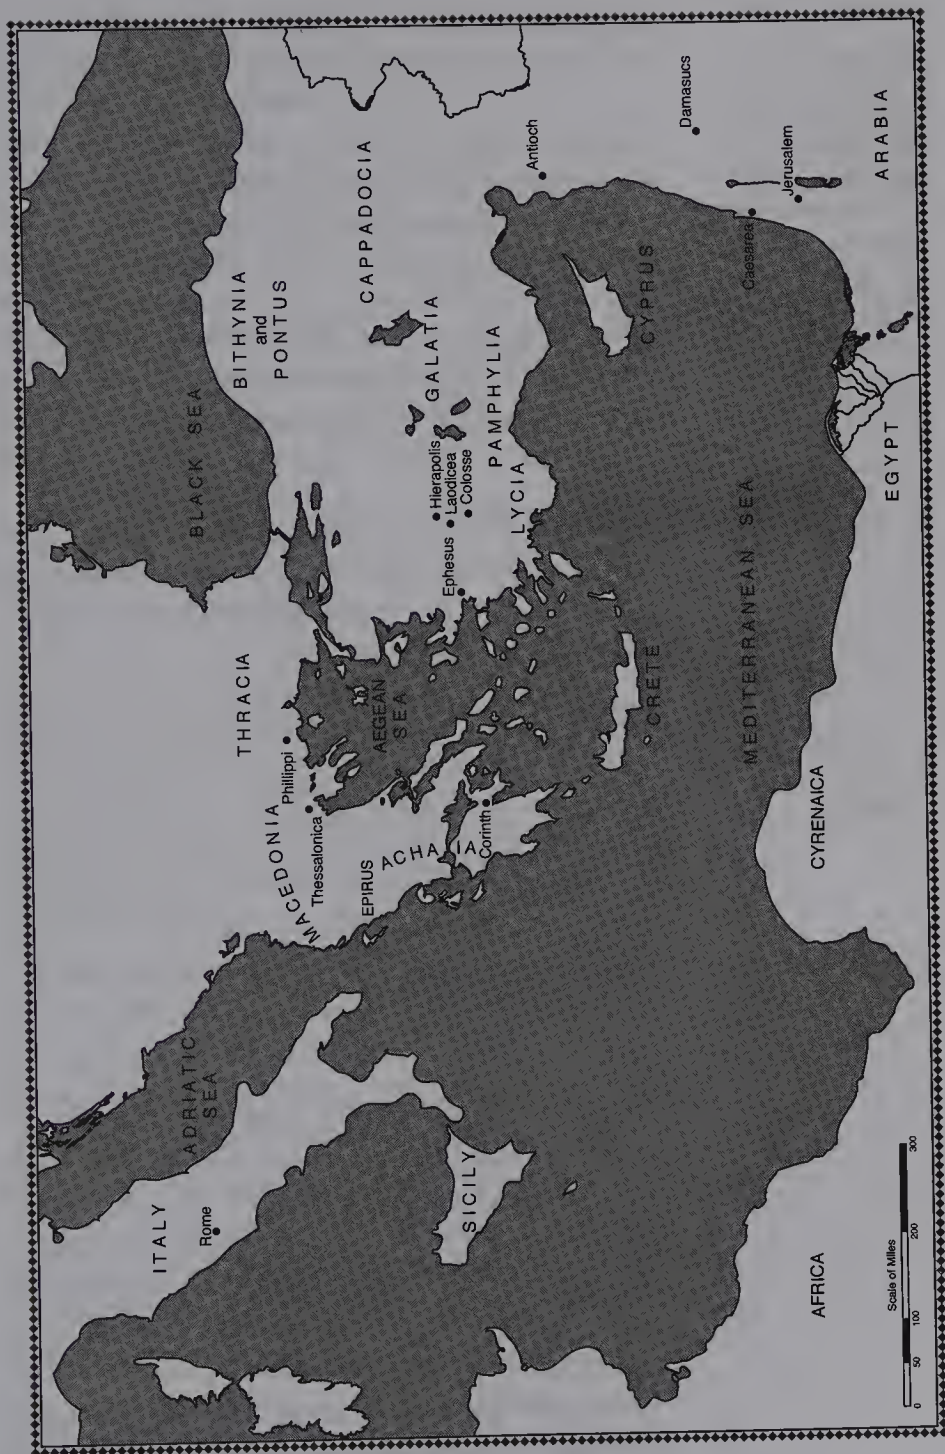 BLACK SEA
BITHYNIA
and
PONTUS
CAPPADOCIA
GALATIA
PAMPHYLIA
LYCIA
Hierapolis
Laodicea
Colosse
Ephesus
Antioch
Damasucs
Jerusalem
Caesarea
ARABIA
CYPRUS
EGYPT
THRACIA
Phillippi
MACEDONIA
Thessalonica
EPIRUS
ACHAIA
Corinth
AEGEAN
SEA
CRETE
MEDITERRANEAN SEA
CYRENAICA
ADRIATIC
SEA
ITALY
Rome
SICILY
AFRICA
Scale of Miles
0 50 100 200 300